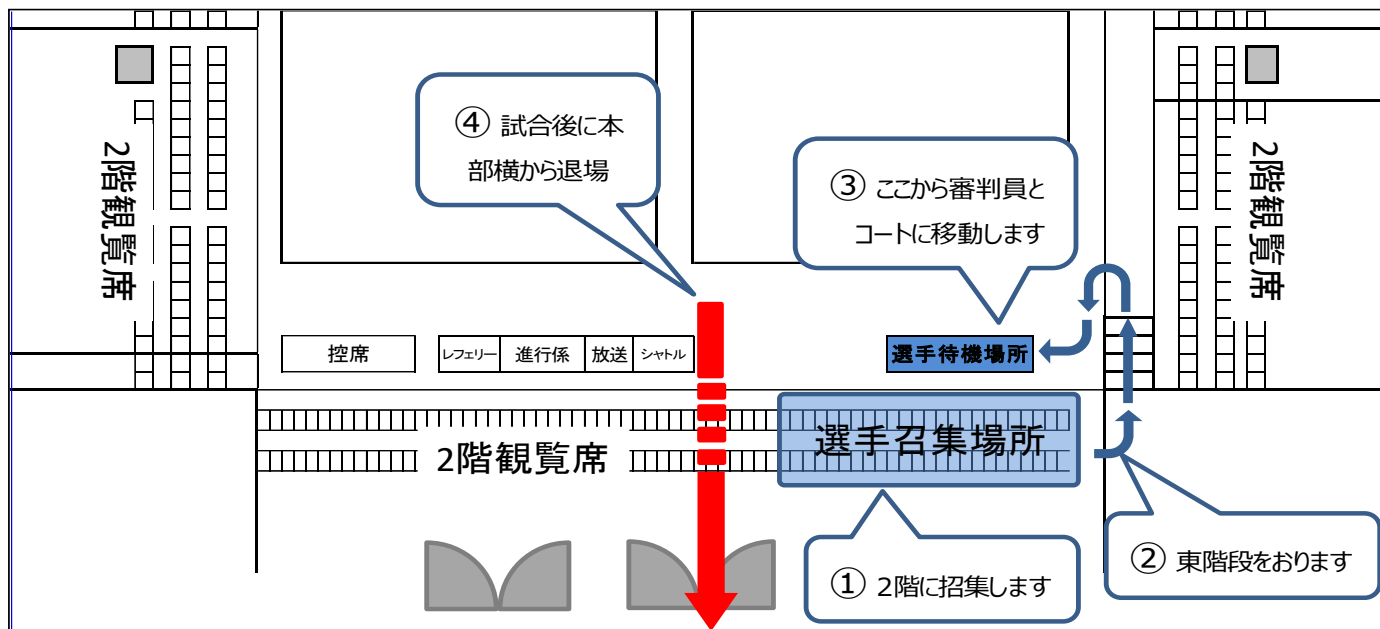 ④ 試合後に本
部横から退場
③ ここから審判員と
コートに移動します
2階観覧席
2階観覧席
控席
レフェリー
進行係
放送
シャトル
選手待機場所
2階観覧席
選手召集場所
① 2階に招集します
② 東階段をおります